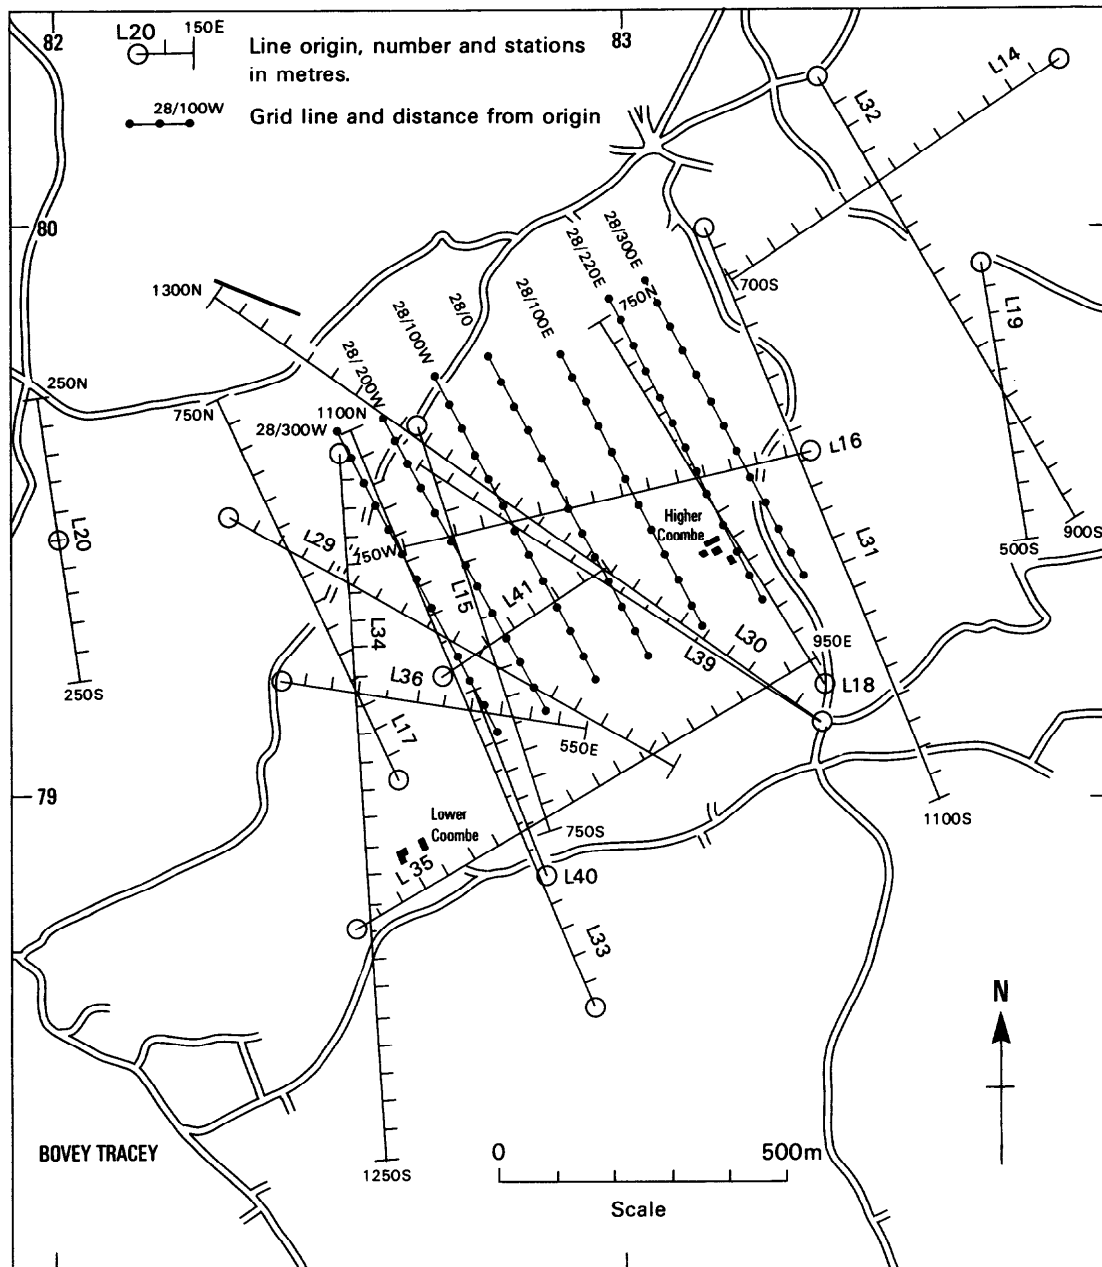 82
L20
150E
Line origin, number and stations
in metres.
28/100W
Grid line and distance from origin
83
L14
L32
80
28/300E
28/220E
750N
700S
1300N
28/0
28/100E
28/100W
L19
250N
28/200W
750N
1100N
28/300W
L16
Higher
Coombe
L20
L29
750W
L31
500S
900S
L15
L41
L34
L30
950E
L39
250S
L36
L18
L17
550E
79
Lower
Coombe
750S
1100S
L35
L40
L33
N
BOVEY TRACEY
0
500m
1250S
Scale